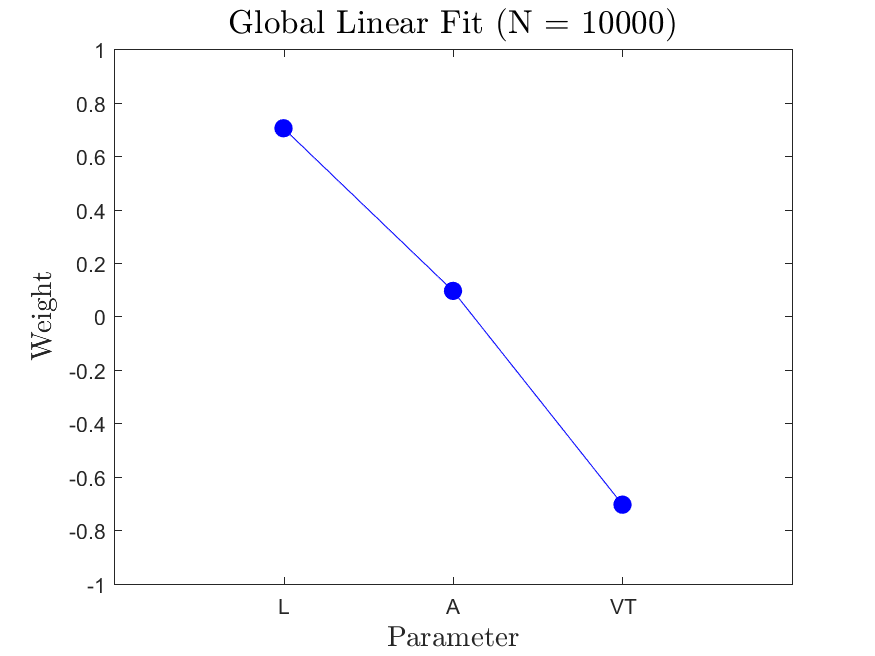 Global Linear Fit (N = 10000)
1
0.8
0.6
0.4
0.2
0
-0.2
-0.4
-0.6
-0.8
-1
Weight
L A VT
Parameter